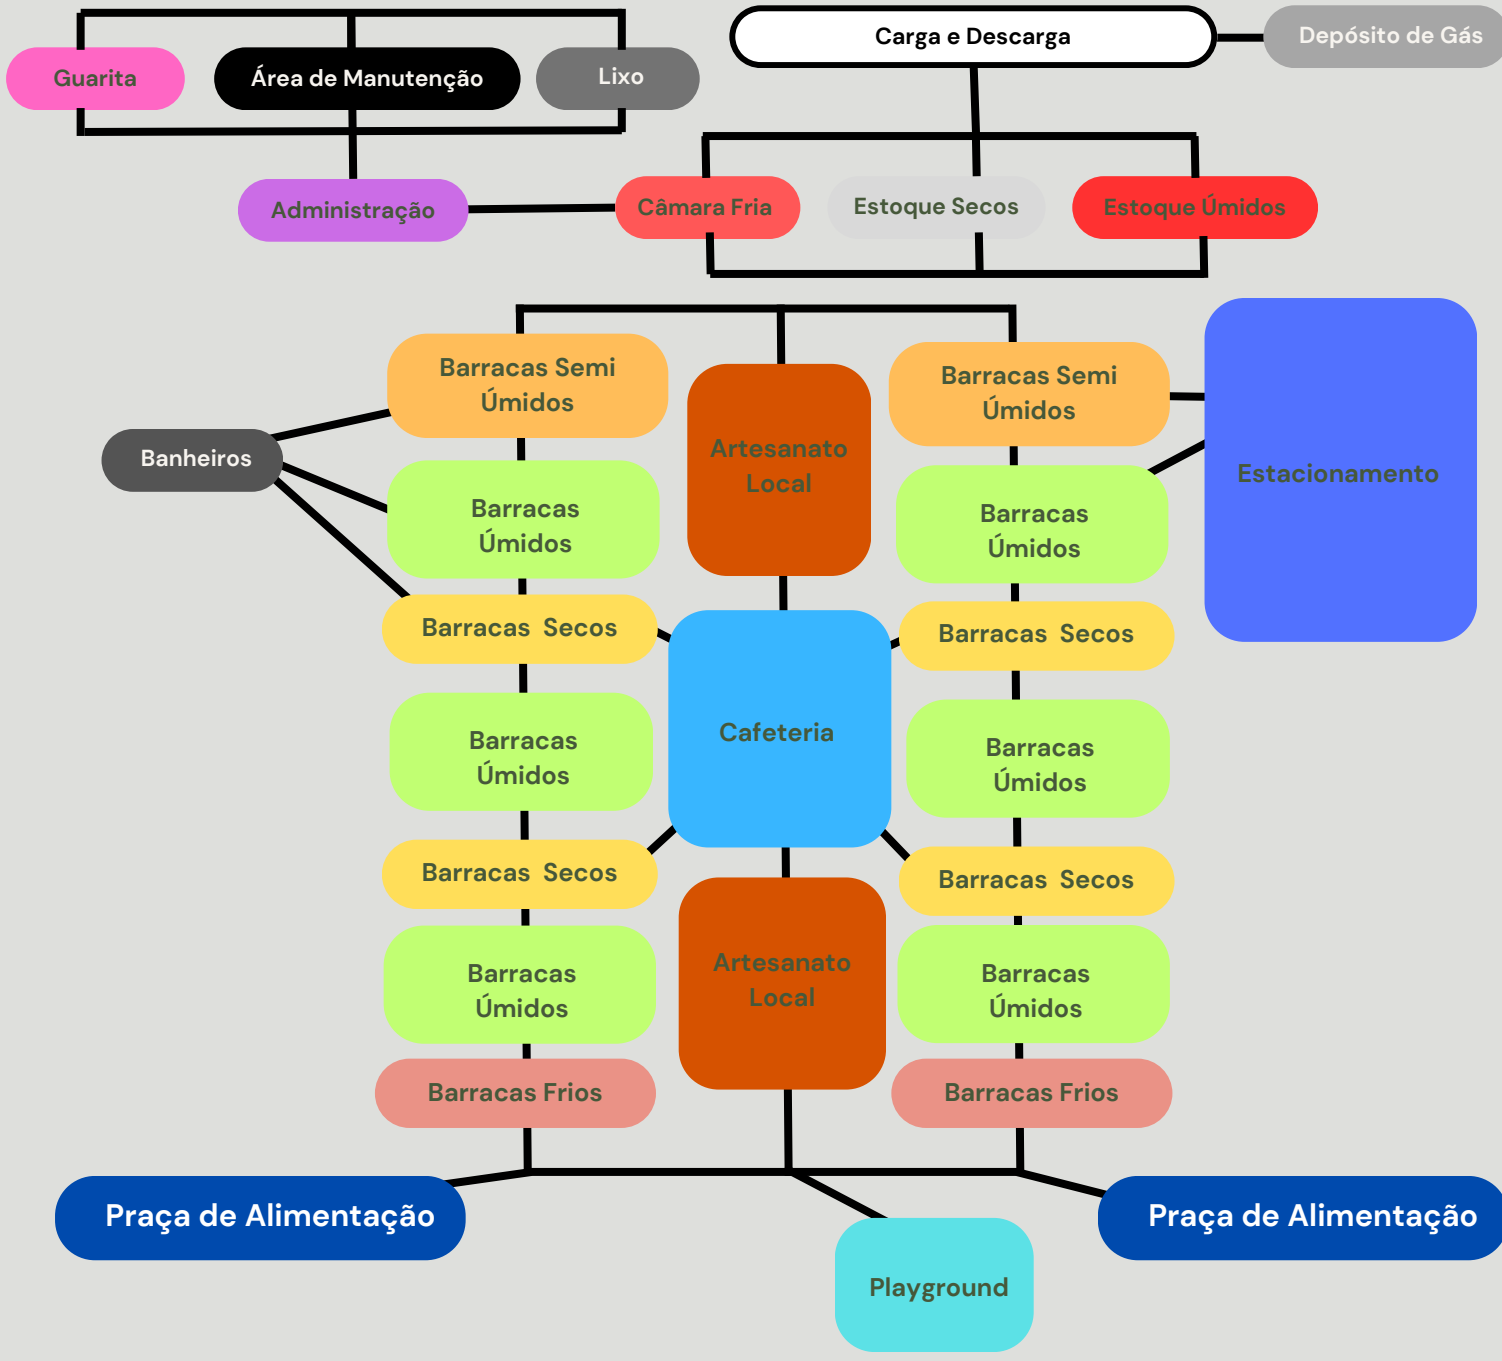 Carga e Descarga
Depósito de Gás
Guarita
Área de Manutenção
Lixo
Administração
Câmara Fria
Estoque Secos
Estoque Úmidos
Barracas Semi
Úmidos
Artesanato
Local
Barracas Semi
Úmidos
Estacionamento
Banheiros
Barracas
Úmidos
Barracas
Úmidos
Barracas  Secos
Barracas  Secos
Cafeteria
Barracas
Úmidos
Barracas
Úmidos
Barracas  Secos
Barracas  Secos
Barracas
Úmidos
Artesanato
Local
Barracas
Úmidos
Barracas Frios
Barracas Frios
Praça de Alimentação
Praça de Alimentação
Playground